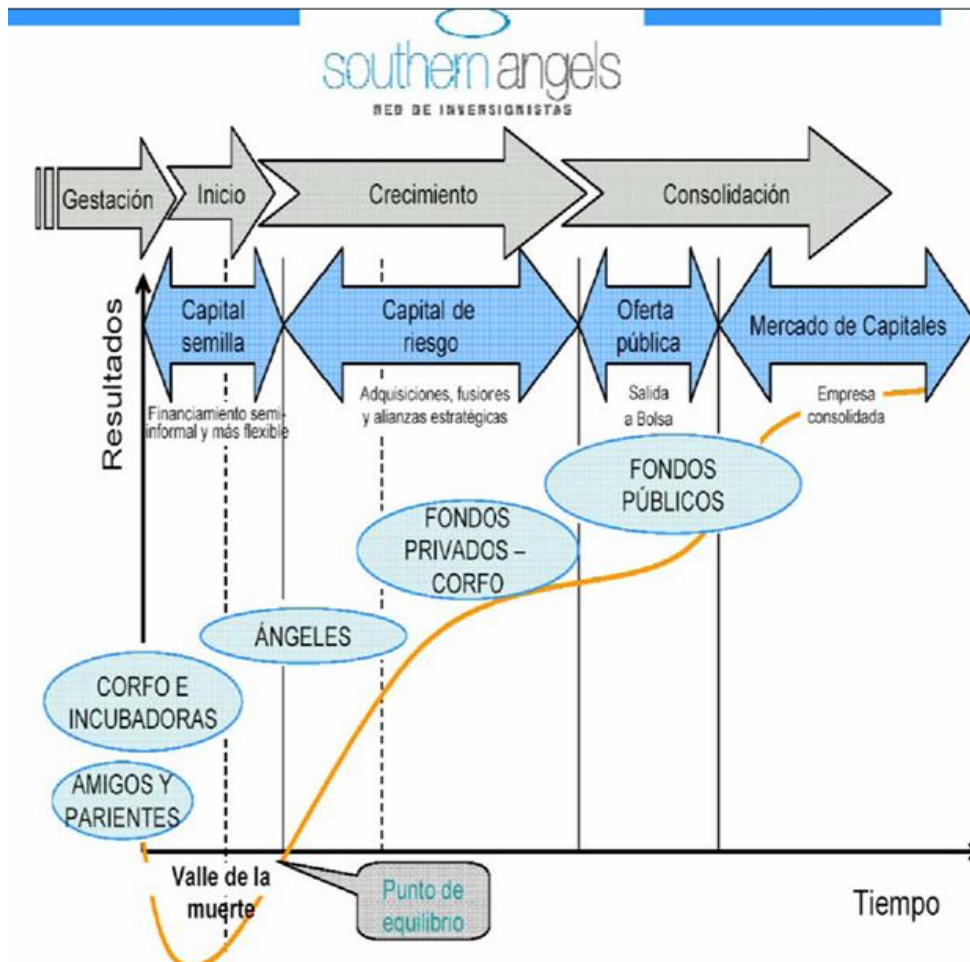 southern angels
RED DE INVERSIONISTAS
Gestación
Inicio
Crecimiento
Consolidación
Resultados
Capital
semilla
Capital de
riesgo
Oferta
pública
Mercado de Capitales
Financiamiento semi-
informal y más flexible
Adquisiciones, fusiores
y alianzas estratégicas
Salida
a Bolsa
Empresa
consolidada
FONDOS
PÚBLICOS
FONDOS
PRIVADOS –
CORFO
ÁNGELES
CORFO E
INCUBADORAS
AMIGOS Y
PARIENTES
Valle de la
muerte
Punto de
equilibrio
Tiempo